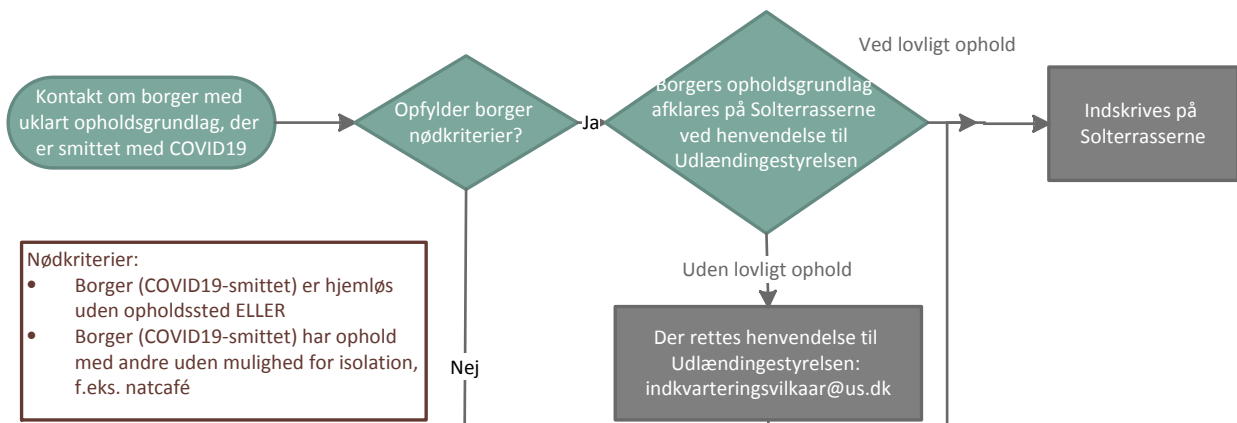 Kontakt om borger med
uklart opholdsgrundlag, der
er smittet med COVID19
Opfylder borger
nødkriterier?
Ja
Borgers opholdsgrundlag
afklares på Solterrasserne
ved henvendelse til
Udlændingestyrelsen
Ved lovligt ophold
Indskrives på
Solterrasserne
Nødkriterier:
• Borger (COVID19-smittet) er hjemløs
uden opholdssted ELLER
• Borger (COVID19-smittet) har ophold
med andre uden mulighed for isolation,
f.eks. natcafé
Nej
Uden lovligt ophold
Der rettes henvendelse til
Udlændingestyrelsen:
indkvarteringsvilkaar@us.dk